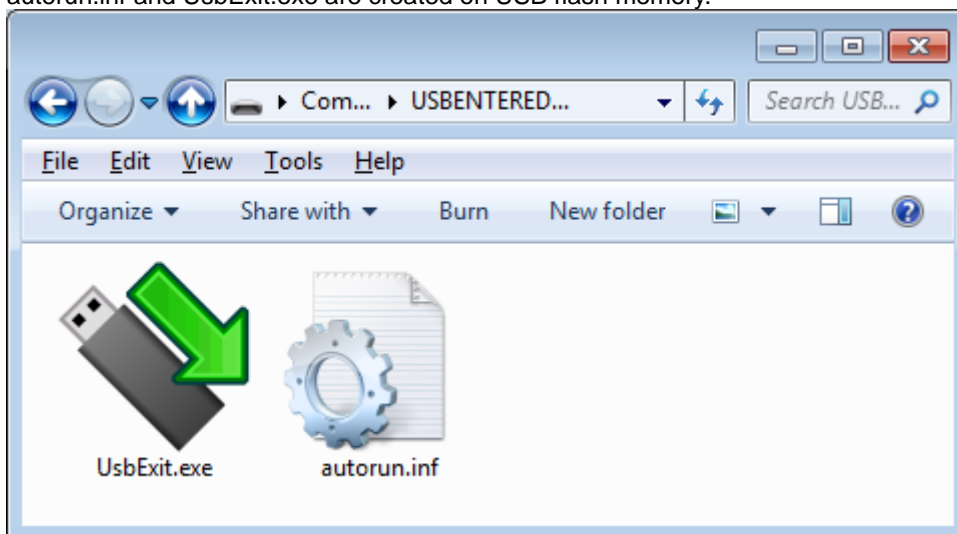 autorun.inf and UsbExit.exe are created on USB flash memory.
Com... USBENTERED... Search USB...
File Edit View Tools Help
Organize Share with Burn New folder
UsbExit.exe autorun.inf